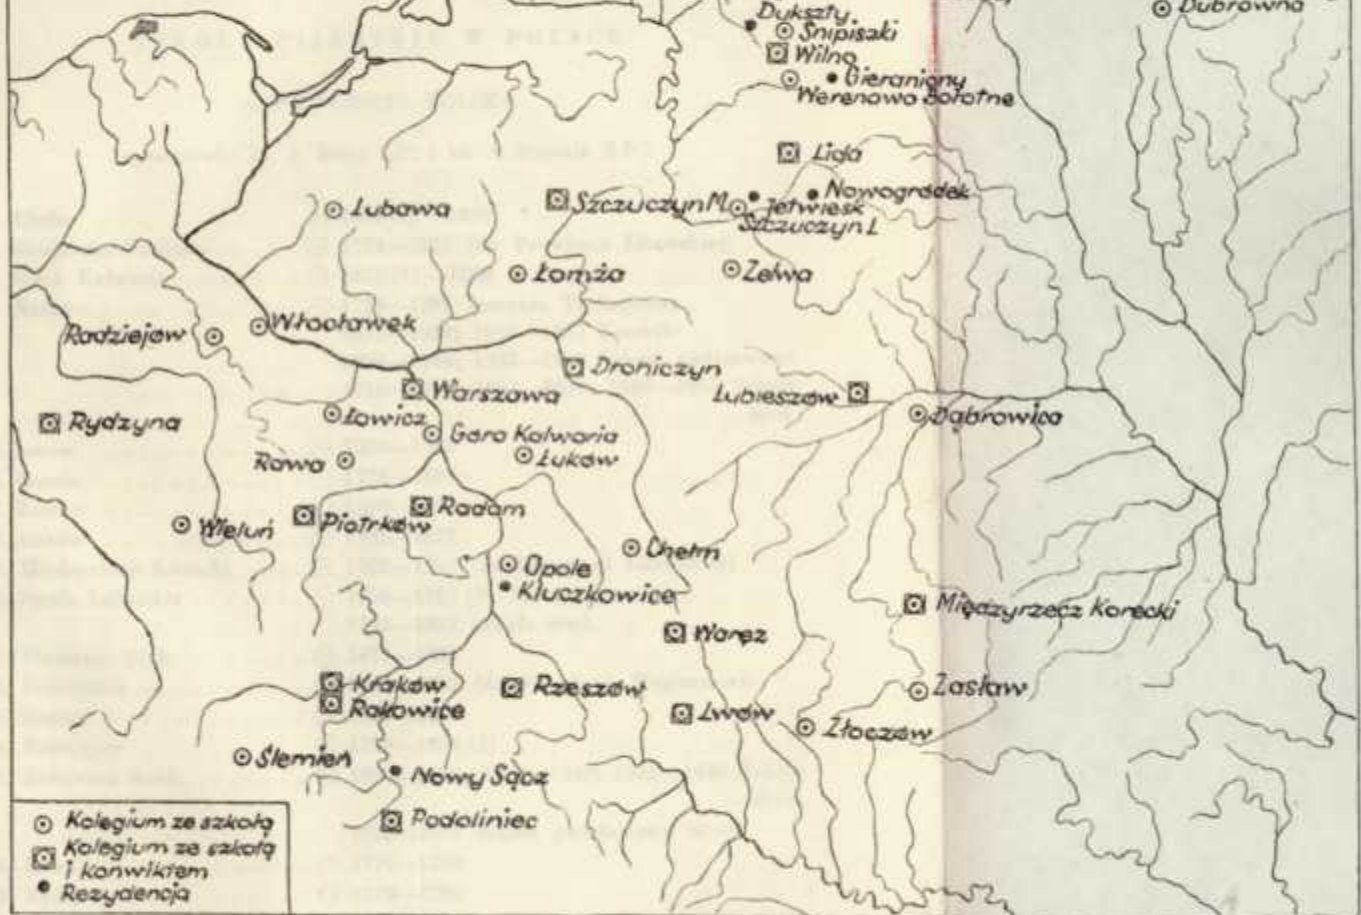 Dukszty
Dubrowna
Snipiszki
Wilno
Gieraniony
Werenowo Bołotne
Lida
Nowogródek
Lubawa
Szczuczyn M.
Jetwiesk
Szczuczyn L
Łomża
Zelwa
Radziejów
Włocławek
Drohiczyn
Warszawa
Lubieszów
Rydzyna
Łowicz
Dąbrowica
Góra Kalwaria
Rawa
Łuków
Radom
Wieluń
Piotrków
Chełm
Opole
Kluczkowice
Międzyrzecz Korecki
Waręż
Kraków
Rzeszów
Zasław
Rakowice
Lwów
Złoczów
Ślemień
Nowy Sącz
Podoliniec
Kolegium ze szkołą
Kolegium ze szkołą
i konwiktem
Rezydencja